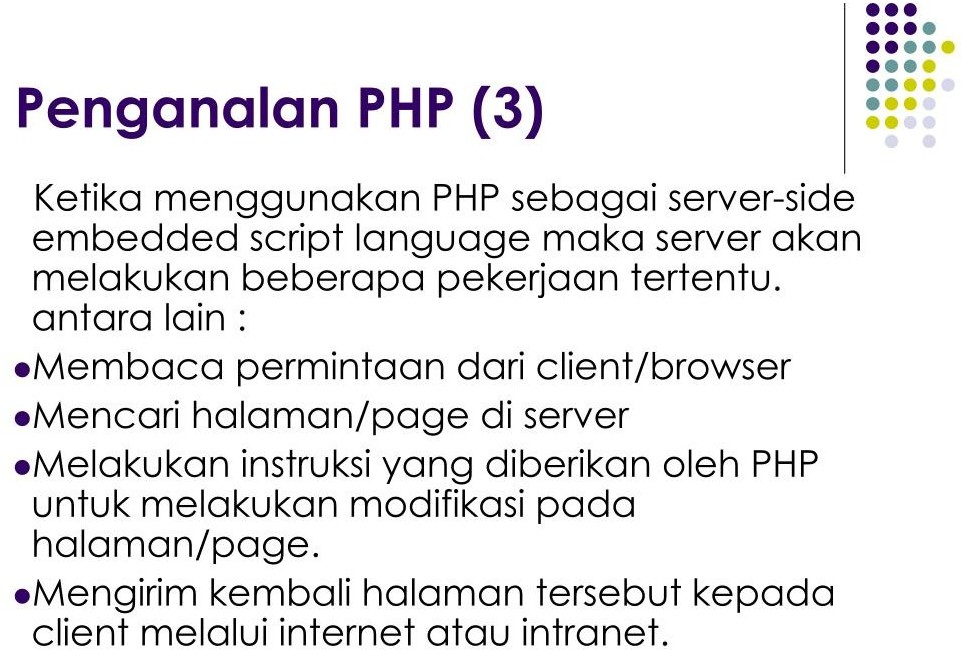 Penganalan PHP (3)
Ketika menggunakan PHP sebagai server-side
embedded script language maka server akan
melakukan beberapa pekerjaan tertentu.
antara lain :
●Membaca permintaan dari client/browser
●Mencari halaman/page di server
●Melakukan instruksi yang diberikan oleh PHP
untuk melakukan modifikasi pada
halaman/page.
●Mengirim kembali halaman tersebut kepada
client melalui internet atau intranet.